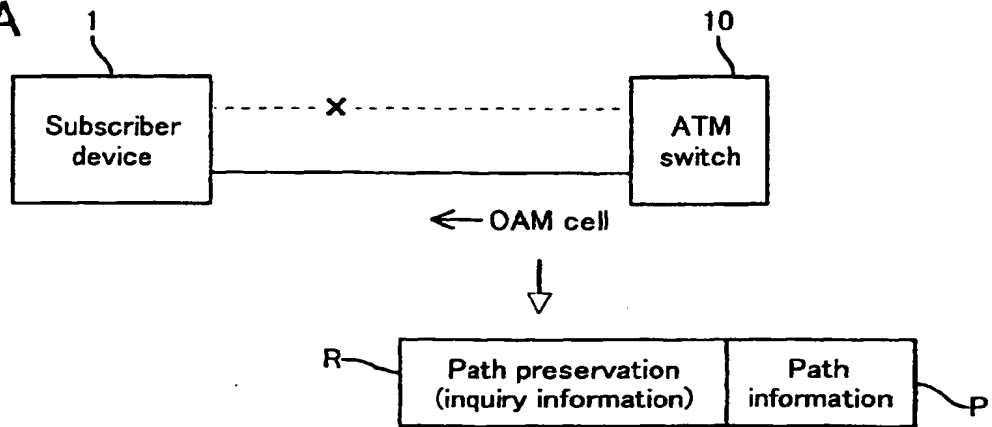 A
1
10
Subscriber
device
x
ATM
switch
OAM cell
R
Path preservation
(inquiry information)
Path
information
P